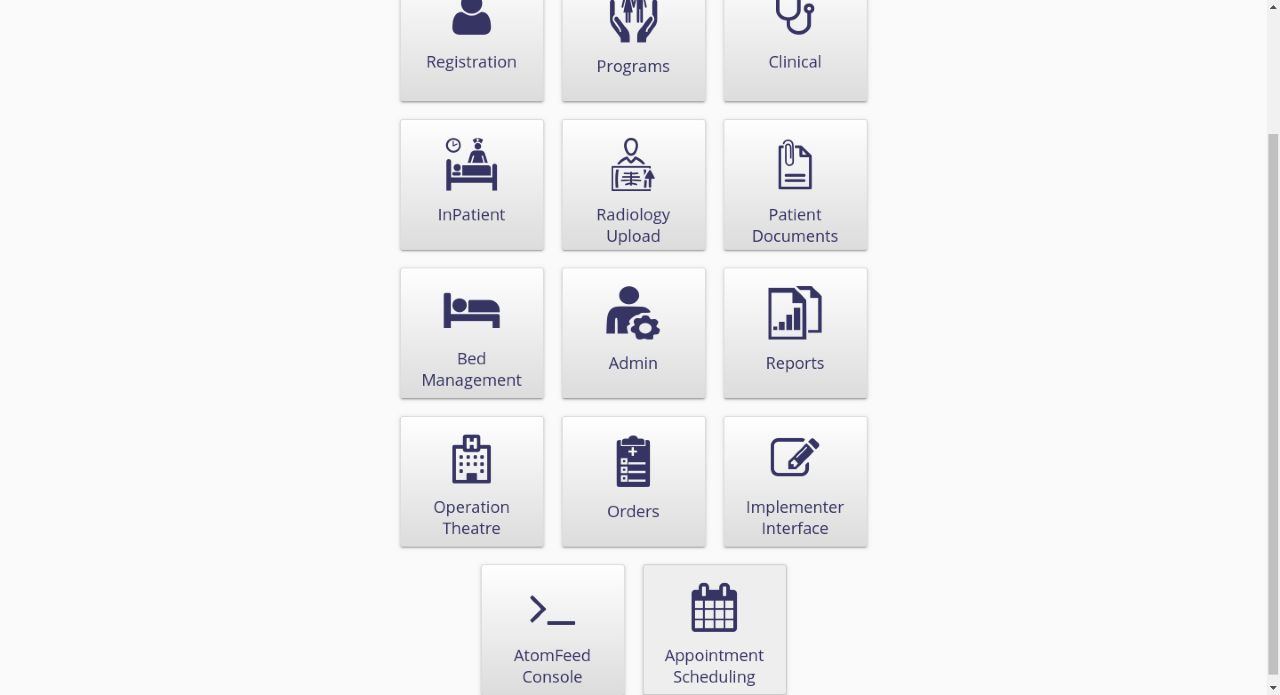 Registration
Programs
Clinical
InPatient
Radiology
Upload
Patient
Documents
Bed
Management
Admin
Reports
Operation
Theatre
Orders
Implementer
Interface
AtomFeed
Console
Appointment
Scheduling